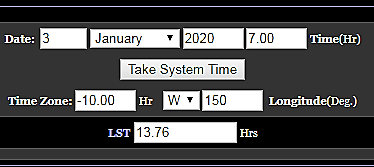 Date: 3 January 2020 7.00 Time(Hr)
Take System Time
Time Zone: -10.00 Hr W 150 Longitude(Deg.)
LST 13.76 Hrs